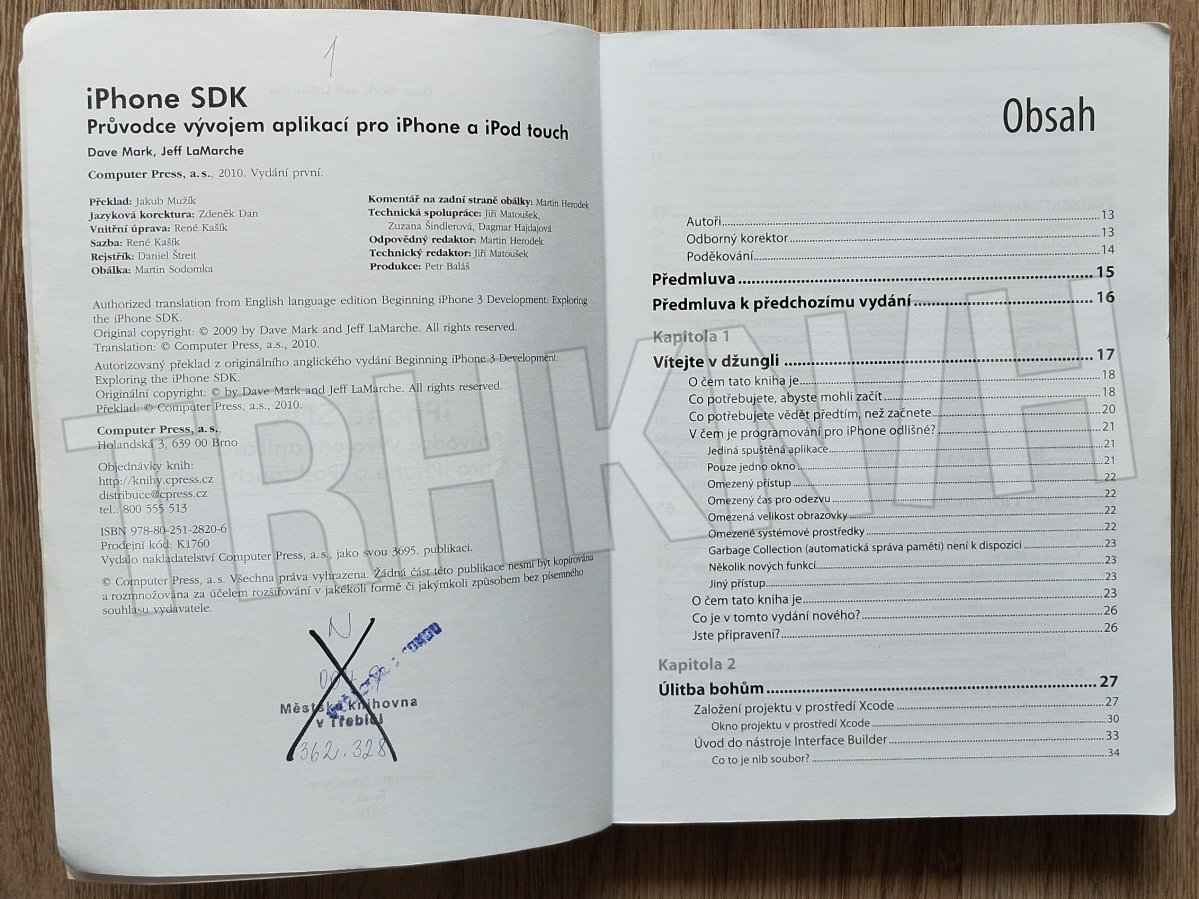 1
iPhone SDK
Průvodce vývojem aplikací pro iPhone a iPod touch
Dave Mark, Jeff LaMarche
Computer Press, a. s., 2010. Vydání první.
Překlad: Jakub Mužík
Jazyková korektura: Zdeněk Dan
Vnitřní úprava: René Kašík
Sazba: René Kašík
Rejstřík: Daniel Štreit
Obálka: Martin Sodomka
Komentář na zadní straně obálky: Martin Herodek
Technická spolupráce: Jiří Matoušek,
Zuzana Šindlerová, Dagmar Hajdajová
Odpovědný redaktor: Martin Herodek
Technický redaktor: Jiří Matoušek
Produkce: Petr Baláš
Authorized translation from English language edition Beginning iPhone 3 Development: Exploring
the iPhone SDK.
Original copyright: © 2009 by Dave Mark and Jeff LaMarche. All rights reserved.
Translation: © Computer Press, a.s., 2010.
Autorizovaný překlad z originálního anglického vydání Beginning iPhone 3 Development:
Exploring the iPhone SDK.
Originální copyright: © by Dave Mark and Jeff LaMarche. All rights reserved.
Překlad: © Computer Press, a.s., 2010.
Computer Press, a. s.,
Holandská 3, 639 00 Brno
Objednávky knih:
http://knihy.cpress.cz
distribuce@cpress.cz
tel.: 800 555 513
ISBN 978-80-251-2820-6
Prodejní kód: K1760
Vydalo nakladatelství Computer Press, a. s., jako svou 3695. publikaci.
© Computer Press, a. s. Všechna práva vyhrazena. Žádná část této publikace nesmí být kopírována
a rozmnožována za účelem rozšiřování v jakékoli formě či jakýmkoli způsobem bez písemného
souhlasu vydavatele.
N
Městská knihovna
v Třebíči
362.328
Obsah
Autoři 13
Odborný korektor 13
Poděkování 14
Předmluva 15
Předmluva k předchozímu vydání 16
Kapitola 1
Vítejte v džungli 17
O čem tato kniha je 18
Co potřebujete, abyste mohli začít 18
Co potřebujete vědět předtím, než začnete 20
V čem je programování pro iPhone odlišné? 21
Jediná spuštěná aplikace 21
Pouze jedno okno 21
Omezený přístup 22
Omezený čas pro odezvu 22
Omezená velikost obrazovky 22
Omezené systémové prostředky 22
Garbage Collection (automatická správa paměti) není k dispozici 23
Několik nových funkcí 23
Jiný přístup 23
O čem tato kniha je 23
Co je v tomto vydání nového? 26
Jste připravení? 26
Kapitola 2
Úlitba bohům 27
Založení projektu v prostředí Xcode 27
Okno projektu v prostředí Xcode 30
Úvod do nástroje Interface Builder 33
Co to je nib soubor? 34
TRHKNIH